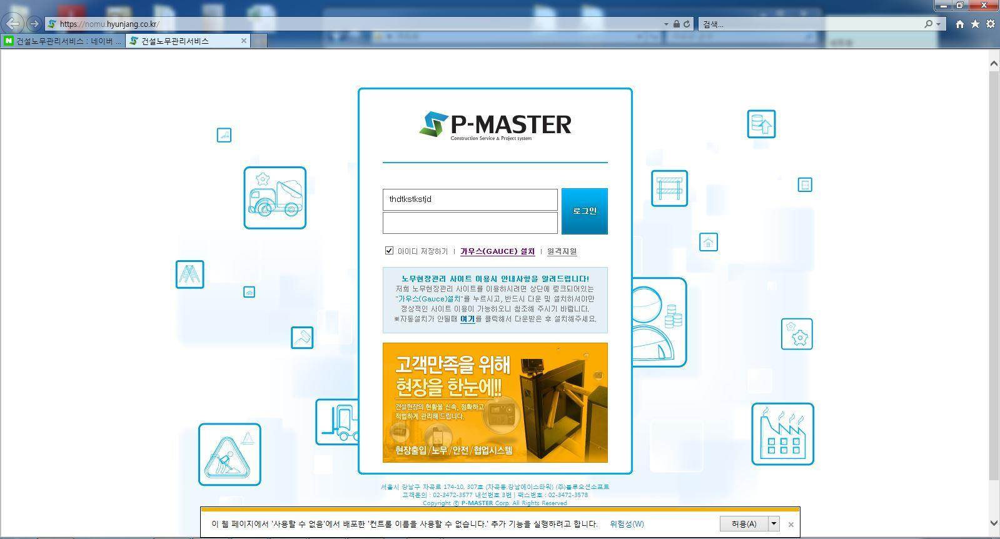 https://nomu.hyunjang.co.kr/
검색...
건설노무관리서비스 : 네이버 ...
건설노무관리서비스
P-MASTER
Construction Service & Project system
thdtkstkstjd
로그인
아이디 저장하기 | 가우스(GAUCE) 설치 | 원격지원
노무현장관리 사이트 이용시 안내사항을 알려드립니다!
저희 노무현장관리 사이트를 이용하시려면 상단에 링크되어있는
"가우스(Gauce)설치"를 누르시고, 반드시 다운 및 설치하셔야만
정상적인 사이트 이용이 가능하오니 참조해 주시기 바랍니다.
※자동설치가 안될때 여기를 클릭해서 다운받은 후 설치해주세요.
고객만족을 위해
현장을 한눈에!!
건설현장의 현황을 신속, 정확하고
적법하게 관리해 드립니다.
현장출입/노무/안전/협업시스템
서울시 강남구 자곡로 174-10, 307호 (자곡동,강남에이스타워) (주)블루오션소프트
고객문의 : 02-3472-3577 내선번호 3번 | 팩스번호 : 02-3472-3578
Copyright ⓒ P-MASTER Corp. All Rights Reserved
이 웹 페이지에서 '사용할 수 없음'에서 배포한 '컨트롤 이름을 사용할 수 없습니다.' 추가 기능을 실행하려고 합니다. 위험성(W)
허용(A)